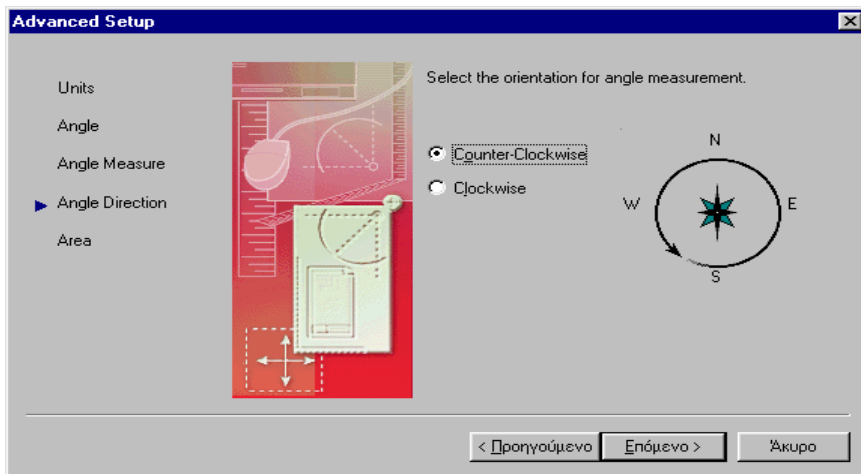 Advanced Setup
Units
Angle
Angle Measure
Angle Direction
Area
Select the orientation for angle measurement.
Counter-Clockwise
Clockwise
N
W
E
S
< Προηγούμενο
Επόμενο >
Άκυρο